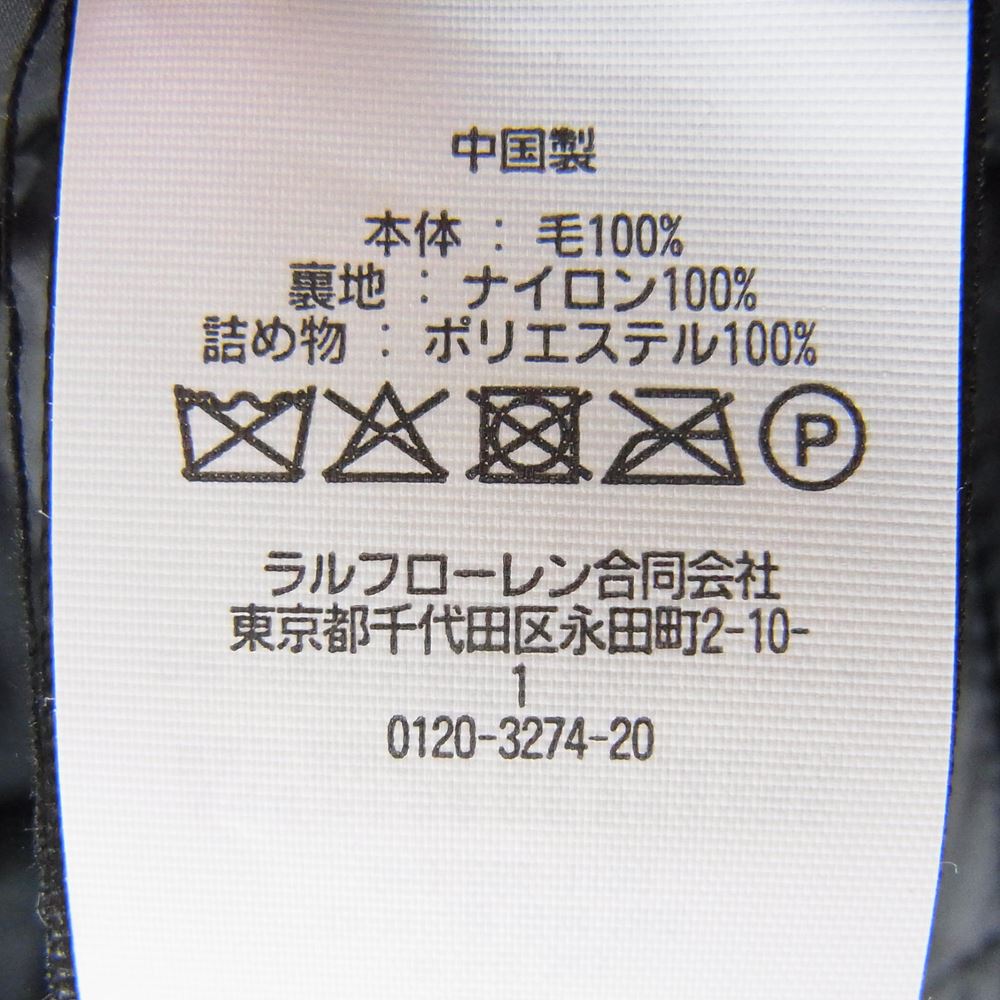 中国製
本体 : 毛100%
裏地 : ナイロン100%
詰め物 : ポリエステル100%
P
ラルフローレン合同会社
東京都千代田区永田町2-10-
1
0120-3274-20